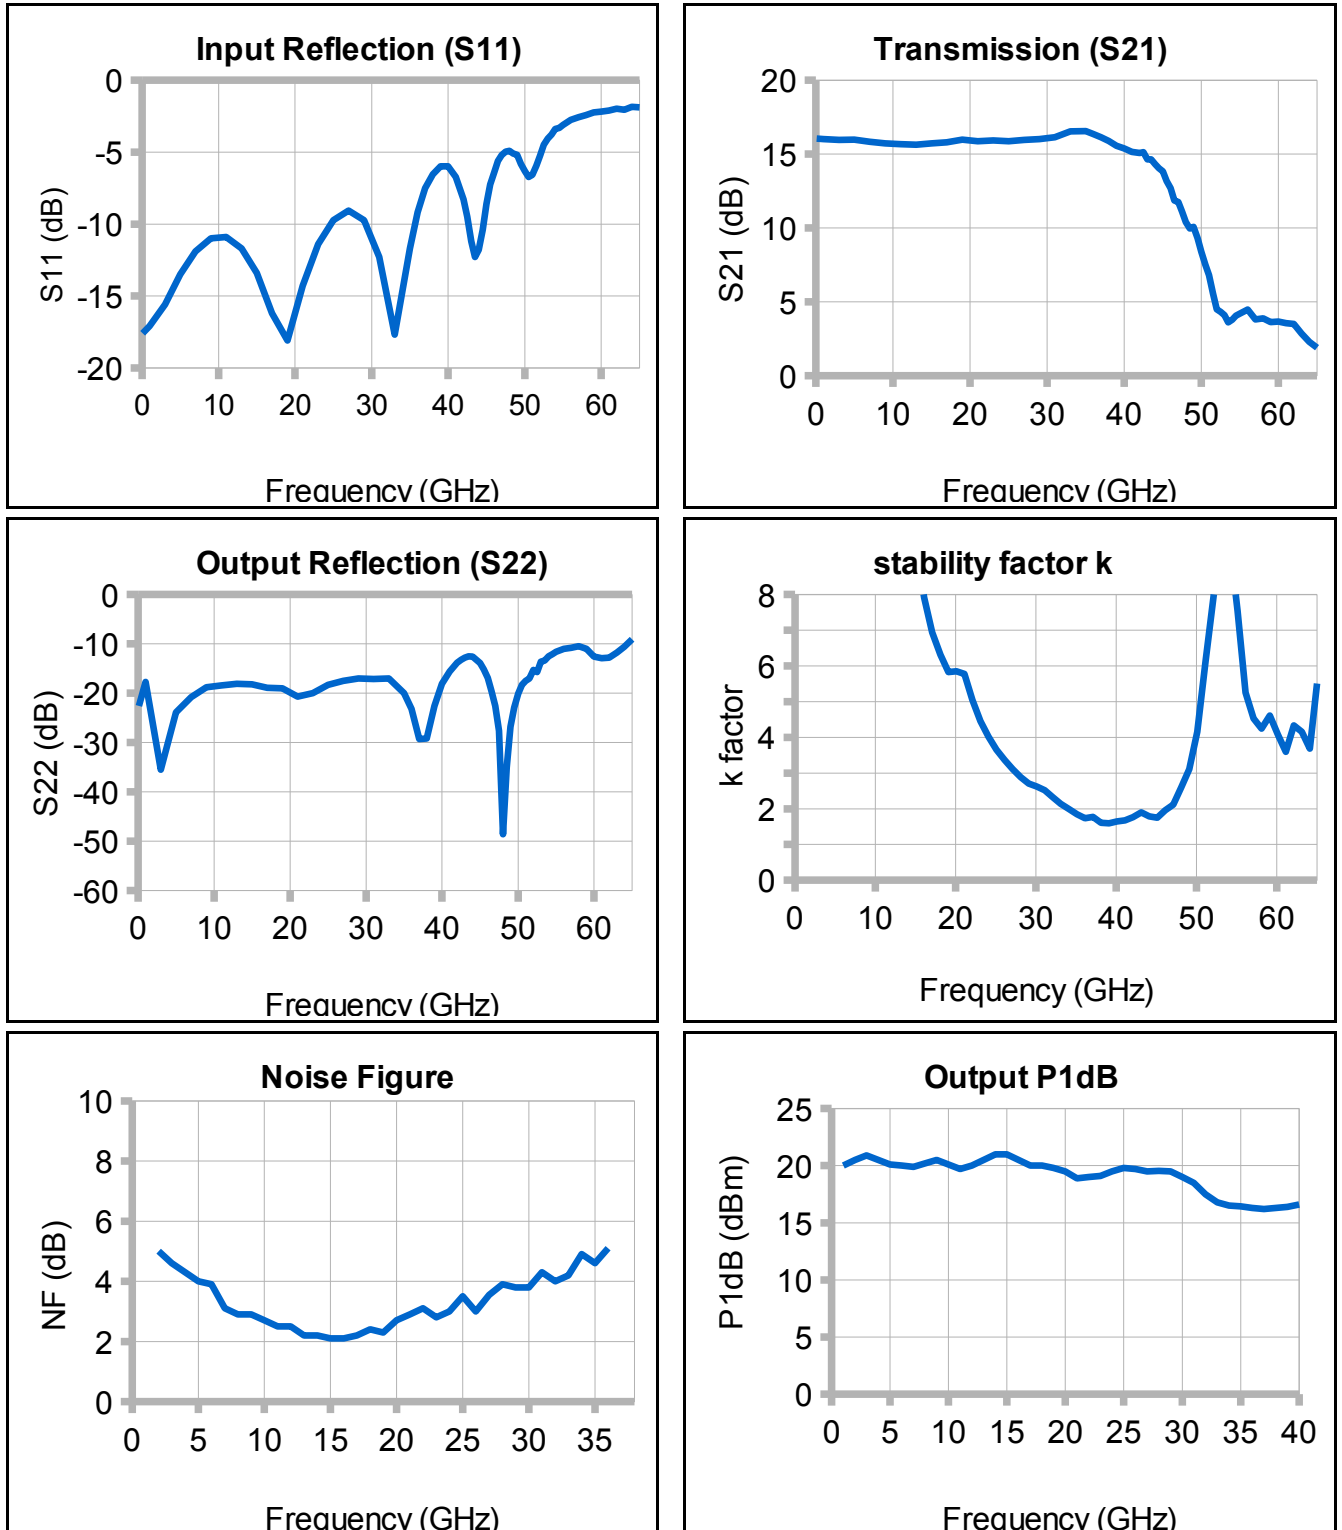 Input Reflection (S11)
0
-5
-10
-15
-20
S11 (dB)
0 10 20 30 40 50 60
Frequency (GHz)
Transmission (S21)
20
15
10
5
0
S21 (dB)
0 10 20 30 40 50 60
Frequency (GHz)
Output Reflection (S22)
0
-10
-20
-30
-40
-50
-60
S22 (dB)
0 10 20 30 40 50 60
Frequency (GHz)
stability factor k
8
6
4
2
0
k factor
0 10 20 30 40 50 60
Frequency (GHz)
Noise Figure
10
8
6
4
2
0
NF (dB)
0 5 10 15 20 25 30 35
Frequency (GHz)
Output P1dB
25
20
15
10
5
0
P1dB (dBm)
0 5 10 15 20 25 30 35 40
Frequency (GHz)